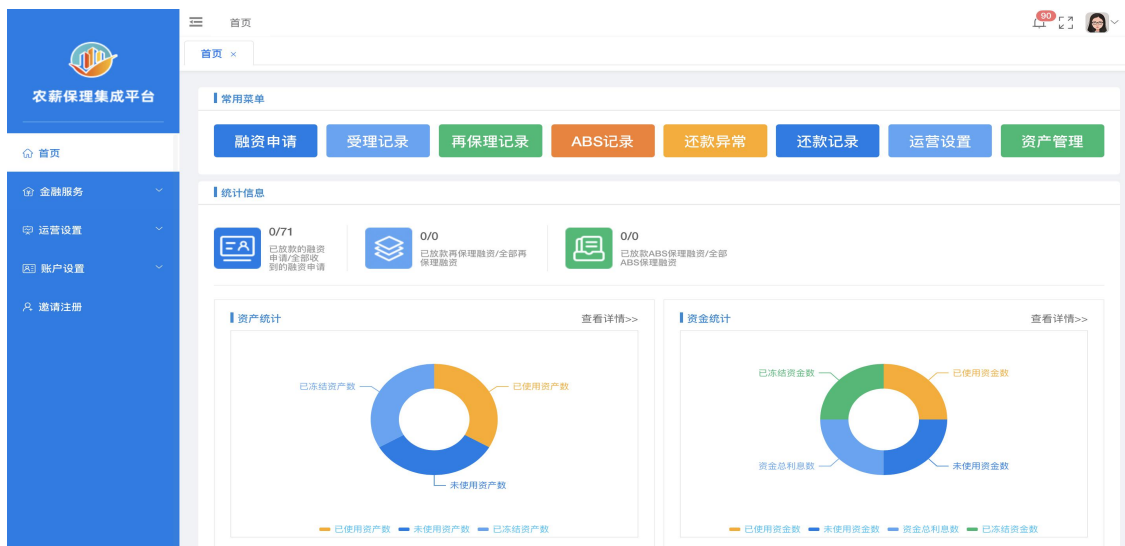 首页
90
首页 ×
农薪保理集成平台
首页
金融服务
运营设置
账户设置
邀请注册
常用菜单
融资申请 受理记录 再保理记录 ABS记录 还款异常 还款记录 运营设置 资产管理
统计信息
0/71
已放款的融资
申请/全部收
到的融资申请
0/0
已放款再保理融资/全部再
保理融资
0/0
已放款ABS保理融资/全部
ABS保理融资
资产统计 查看详情>>
已冻结资产数 已使用资产数
未使用资产数
已使用资产数 未使用资产数 已冻结资产数
资金统计 查看详情>>
已冻结资金数 已使用资金数
资金总利息数 未使用资金数
已使用资金数 未使用资金数 资金总利息数 已冻结资金数